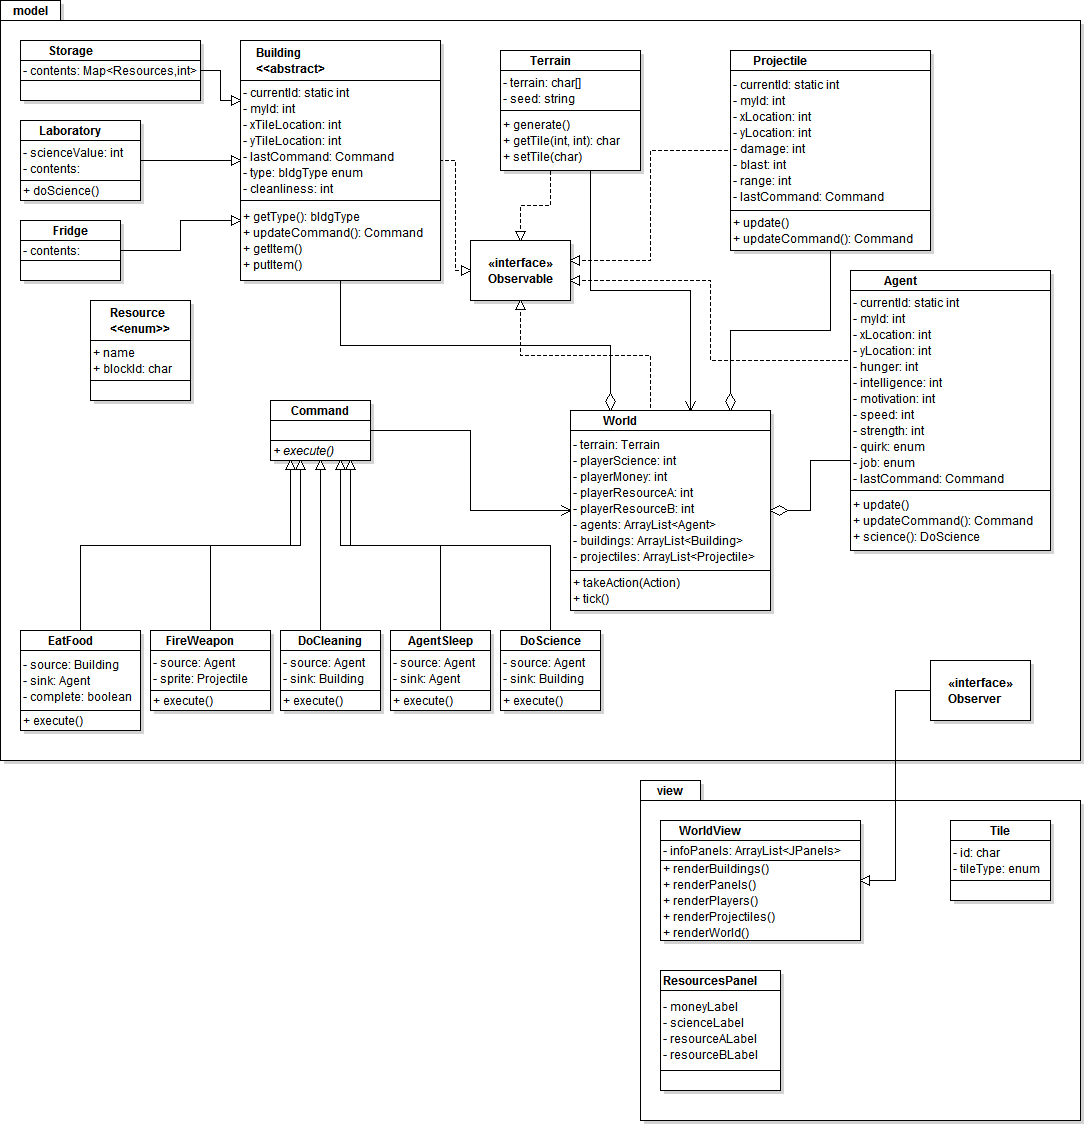 model
Storage
- contents: Map<Resources,int>
Building
<<abstract>
- currentId: static int
- myId: int
- xTileLocation: int
- yTileLocation: int
- lastCommand: Command
- type: bldgType enum
- cleanliness: int
+ getType(): bldgType
+ updateCommand(): Command
+ getItem()
+ putItem()
Terrain
- terrain: char[]
- seed: string
+ generate()
+ getTile(int, int): char
+ setTile(char)
Projectile
- currentId: static int
- myId: int
- xLocation: int
- yLocation: int
- damage: int
- blast: int
- range: int
- lastCommand: Command
+ update()
+ updateCommand(): Command
Laboratory
- scienceValue: int
- contents:
+ doScience()
Fridge
- contents:
«interface»
Observable
Agent
- currentId: static int
- myId: int
- xLocation: int
- yLocation: int
- hunger: int
- intelligence: int
- motivation: int
- speed: int
- strength: int
- quirk: enum
- job: enum
- lastCommand: Command
+ update()
+ updateCommand(): Command
+ science(): DoScience
Resource
<<enum>>
+ name
+ blockId: char
Command
+ execute()
World
- terrain: Terrain
- playerScience: int
- playerMoney: int
- playerResourceA: int
- playerResourceB: int
- agents: ArrayList<Agent>
- buildings: ArrayList<Building>
- projectiles: ArrayList<Projectile>
+ takeAction(Action)
+ tick()
EatFood
- source: Building
- sink: Agent
- complete: boolean
+ execute()
FireWeapon
- source: Agent
- sprite: Projectile
+ execute()
DoCleaning
- source: Agent
- sink: Building
+ execute()
AgentSleep
- source: Agent
- sink: Agent
+ execute()
DoScience
- source: Agent
- sink: Building
+ execute()
«interface»
Observer
view
WorldView
- infoPanels: ArrayList<JPanels>
+ renderBuildings()
+ renderPanels()
+ renderPlayers()
+ renderProjectiles()
+ renderWorld()
Tile
- id: char
- tileType: enum
ResourcesPanel
- moneyLabel
- scienceLabel
- resourceALabel
- resourceBLabel